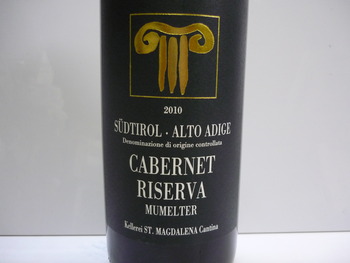 2010
SÜDTIROL · ALTO ADIGE
Denominazione di origine controllata
CABERNET
RISERVA
MUMELTER
Kellerei ST. MAGDALENA Cantina